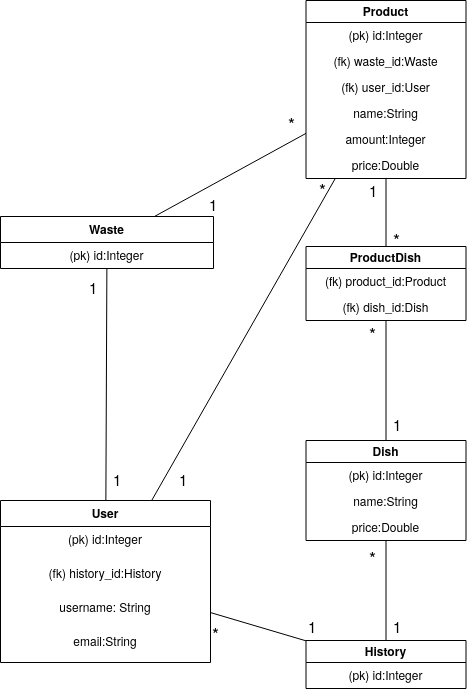 Product
(pk) id:Integer
(fk) waste_id:Waste
(fk) user_id:User
name:String
amount:Integer
price:Double
*
1
*
1
Waste
(pk) id:Integer
*
ProductDish
(fk) product_id:Product
(fk) dish_id:Dish
1
*
1
Dish
(pk) id:Integer
name:String
price:Double
1
1
User
(pk) id:Integer
(fk) history_id:History
username: String
email:String
*
*
1
1
History
(pk) id:Integer